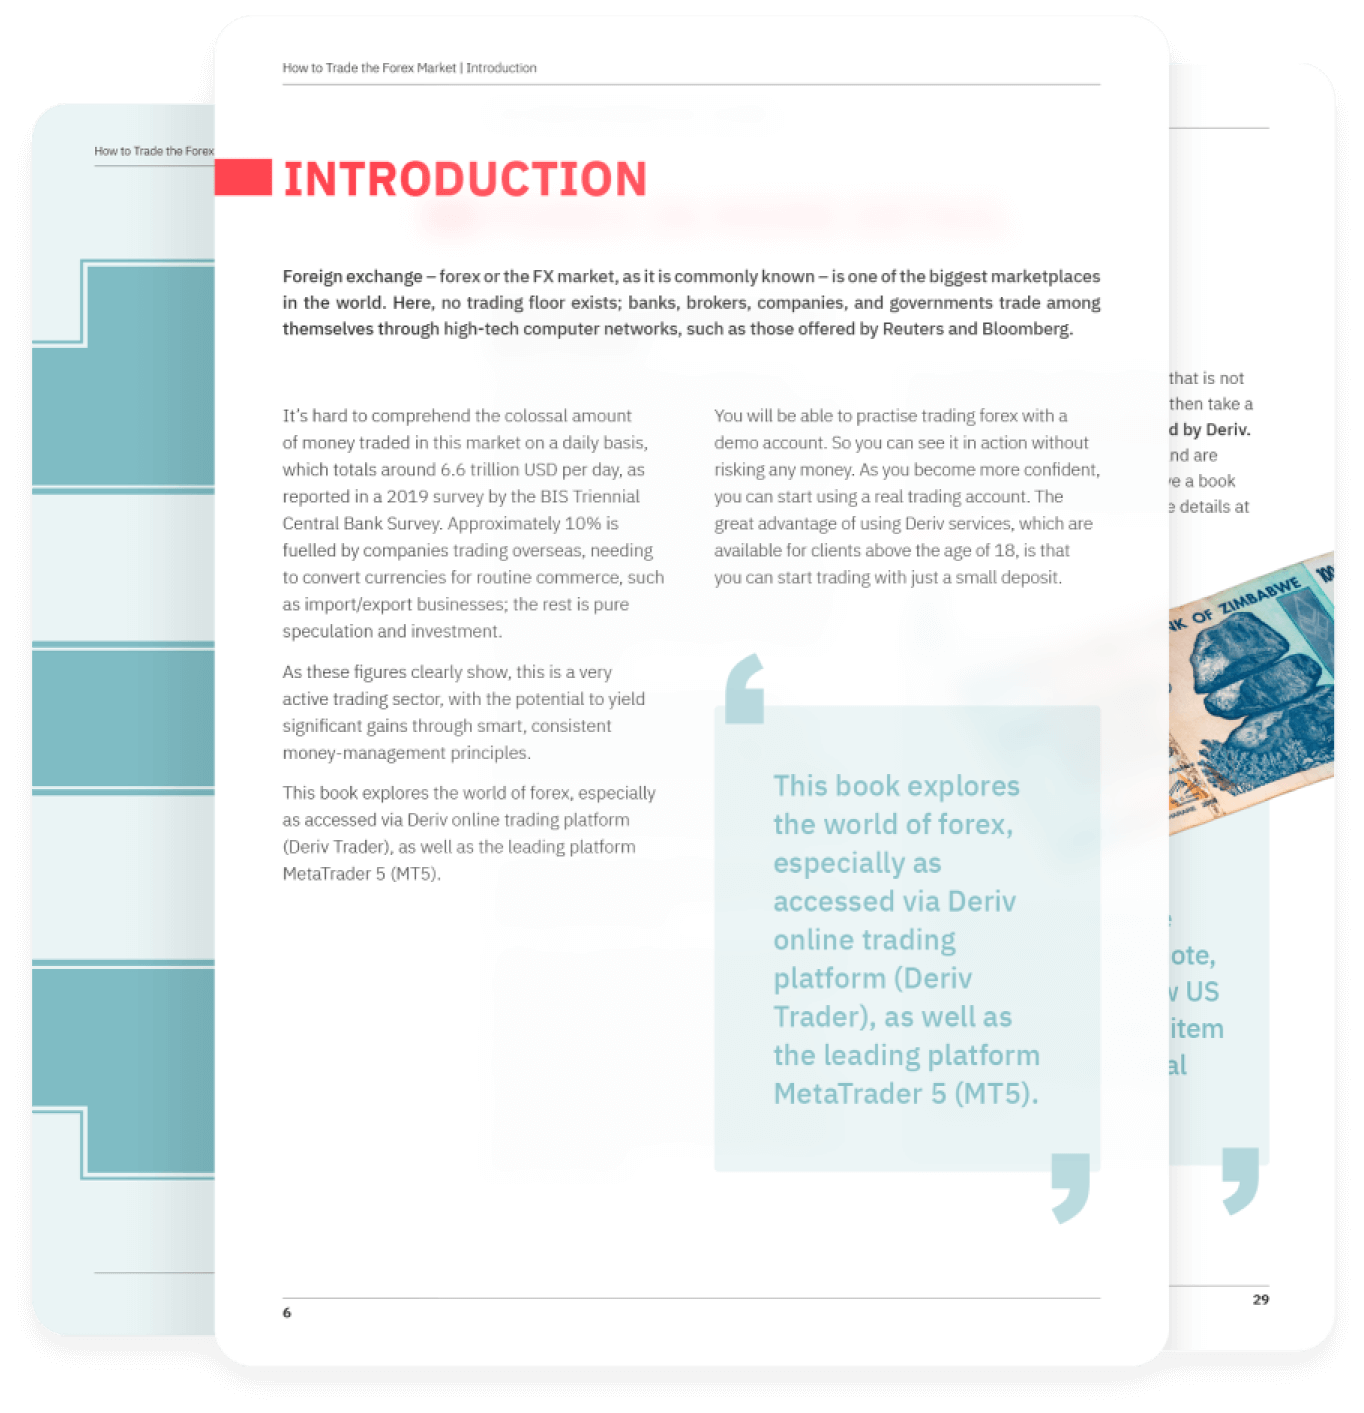 How to Trade the Forex
How to Trade the Forex Market | Introduction
INTRODUCTION
Foreign exchange – forex or the FX market, as it is commonly known – is one of the biggest marketplaces
in the world. Here, no trading floor exists; banks, brokers, companies, and governments trade among
themselves through high-tech computer networks, such as those offered by Reuters and Bloomberg.
It's hard to comprehend the colossal amount
of money traded in this market on a daily basis,
which totals around 6.6 trillion USD per day, as
reported in a 2019 survey by the BIS Triennial
Central Bank Survey. Approximately 10% is
fuelled by companies trading overseas, needing
to convert currencies for routine commerce, such
as import/export businesses; the rest is pure
speculation and investment.
As these figures clearly show, this is a very
active trading sector, with the potential to yield
significant gains through smart, consistent
money-management principles.
This book explores the world of forex, especially
as accessed via Deriv online trading platform
(Deriv Trader), as well as the leading platform
MetaTrader 5 (MT5).
You will be able to practise trading forex with a
demo account. So you can see it in action without
risking any money. As you become more confident,
you can start using a real trading account. The
great advantage of using Deriv services, which are
available for clients above the age of 18, is that
you can start trading with just a small deposit.
This book explores
the world of forex,
especially as
accessed via Deriv
online trading
platform (Deriv
Trader), as well as
the leading platform
MetaTrader 5 (MT5).
6
that is not
then take a
d by Deriv.
nd are
e a book
e details at
OF ZIMBABWE
ote,
US
item
al
29